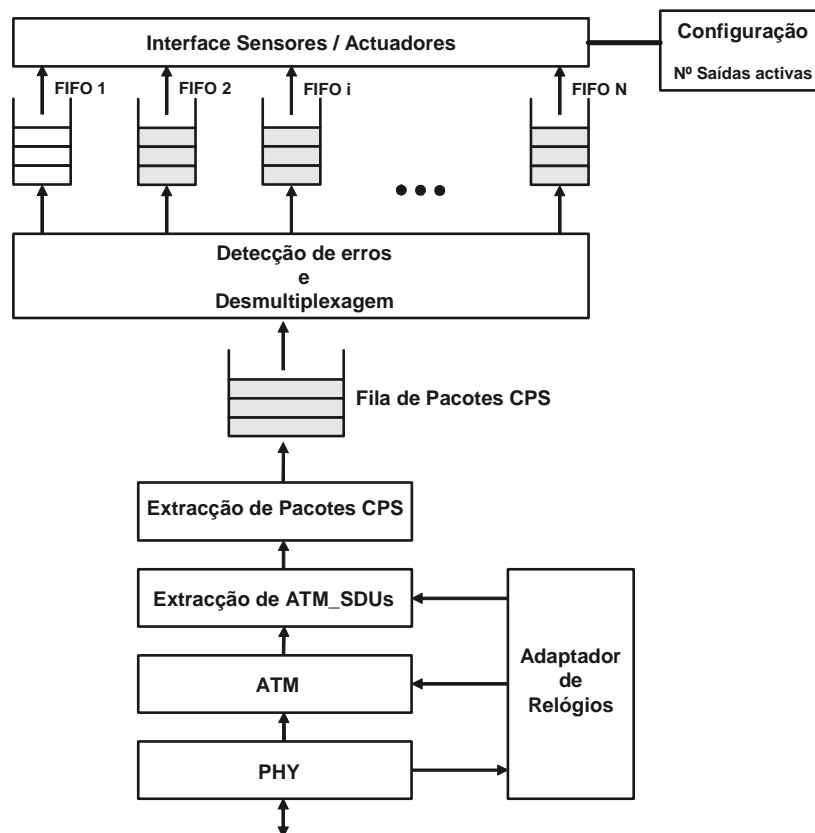 Interface Sensores / Actuadores
Configuração
Nº Saídas activas
FIFO 1
FIFO 2
FIFO i
FIFO N
Detecção de erros
e
Desmultiplexagem
Fila de Pacotes CPS
Extracção de Pacotes CPS
Extracção de ATM_SDUs
ATM
PHY
Adaptador
de
Relógios